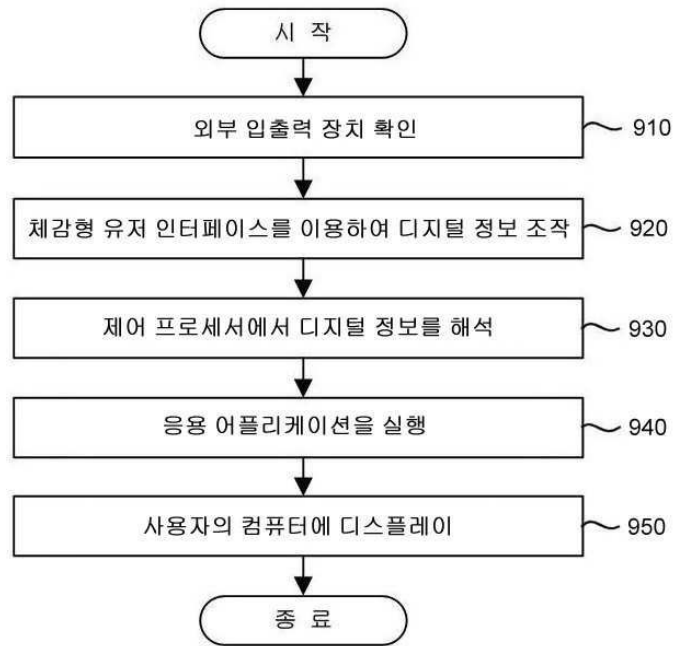 시 작
외부 입출력 장치 확인 910
체감형 유저 인터페이스를 이용하여 디지털 정보 조작 920
제어 프로세서에서 디지털 정보를 해석 930
응용 어플리케이션을 실행 940
사용자의 컴퓨터에 디스플레이 950
종 료